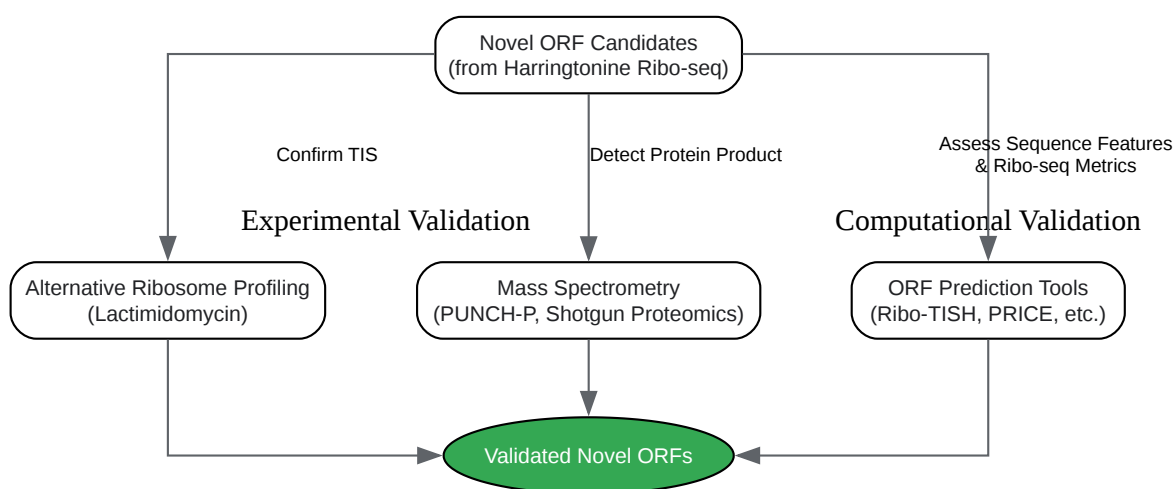 Novel ORF Candidates
(from Harringtonine Ribo-seq)
Confirm TIS
Detect Protein Product
Assess Sequence Features
& Ribo-seq Metrics
Experimental Validation
Computational Validation
Alternative Ribosome Profiling
(Lactimidomycin)
Mass Spectrometry
(PUNCH-P, Shotgun Proteomics)
ORF Prediction Tools
(Ribo-TISH, PRICE, etc.)
Validated Novel ORFs